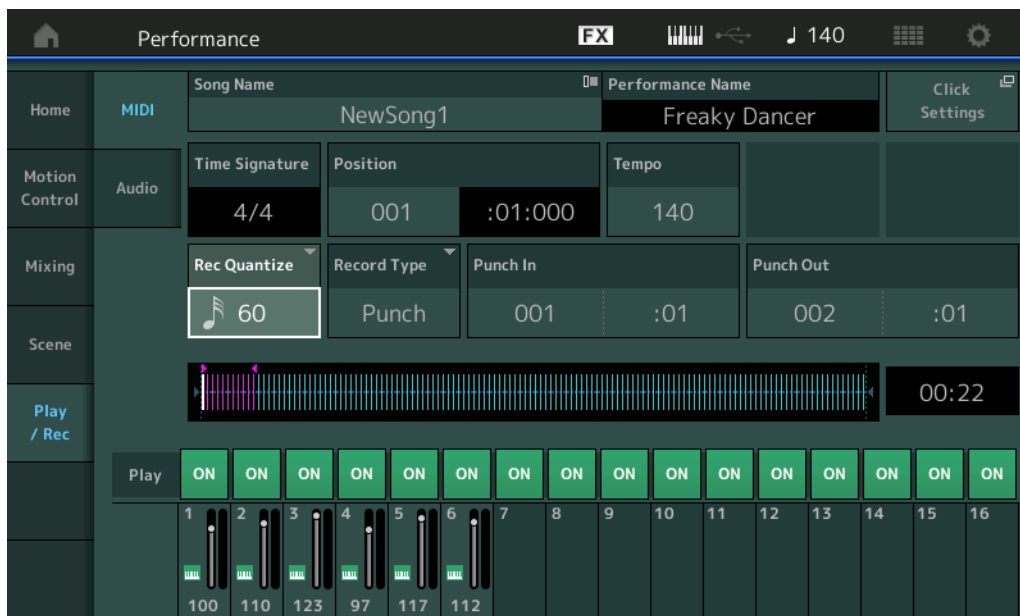 Performance
FX
140
Home
Motion
Control
Mixing
Scene
Play
/ Rec
MIDI
Audio
Song Name
NewSong1
Performance Name
Freaky Dancer
Click
Settings
Time Signature
4/4
Position
001 :01:000
Tempo
140
Rec Quantize
60
Record Type
Punch
Punch In
001 :01
Punch Out
002 :01
00:22
Play ON ON ON ON ON ON ON ON ON ON ON ON ON ON ON ON
1 2 3 4 5 6 7 8 9 10 11 12 13 14 15 16
100 110 123 97 117 112